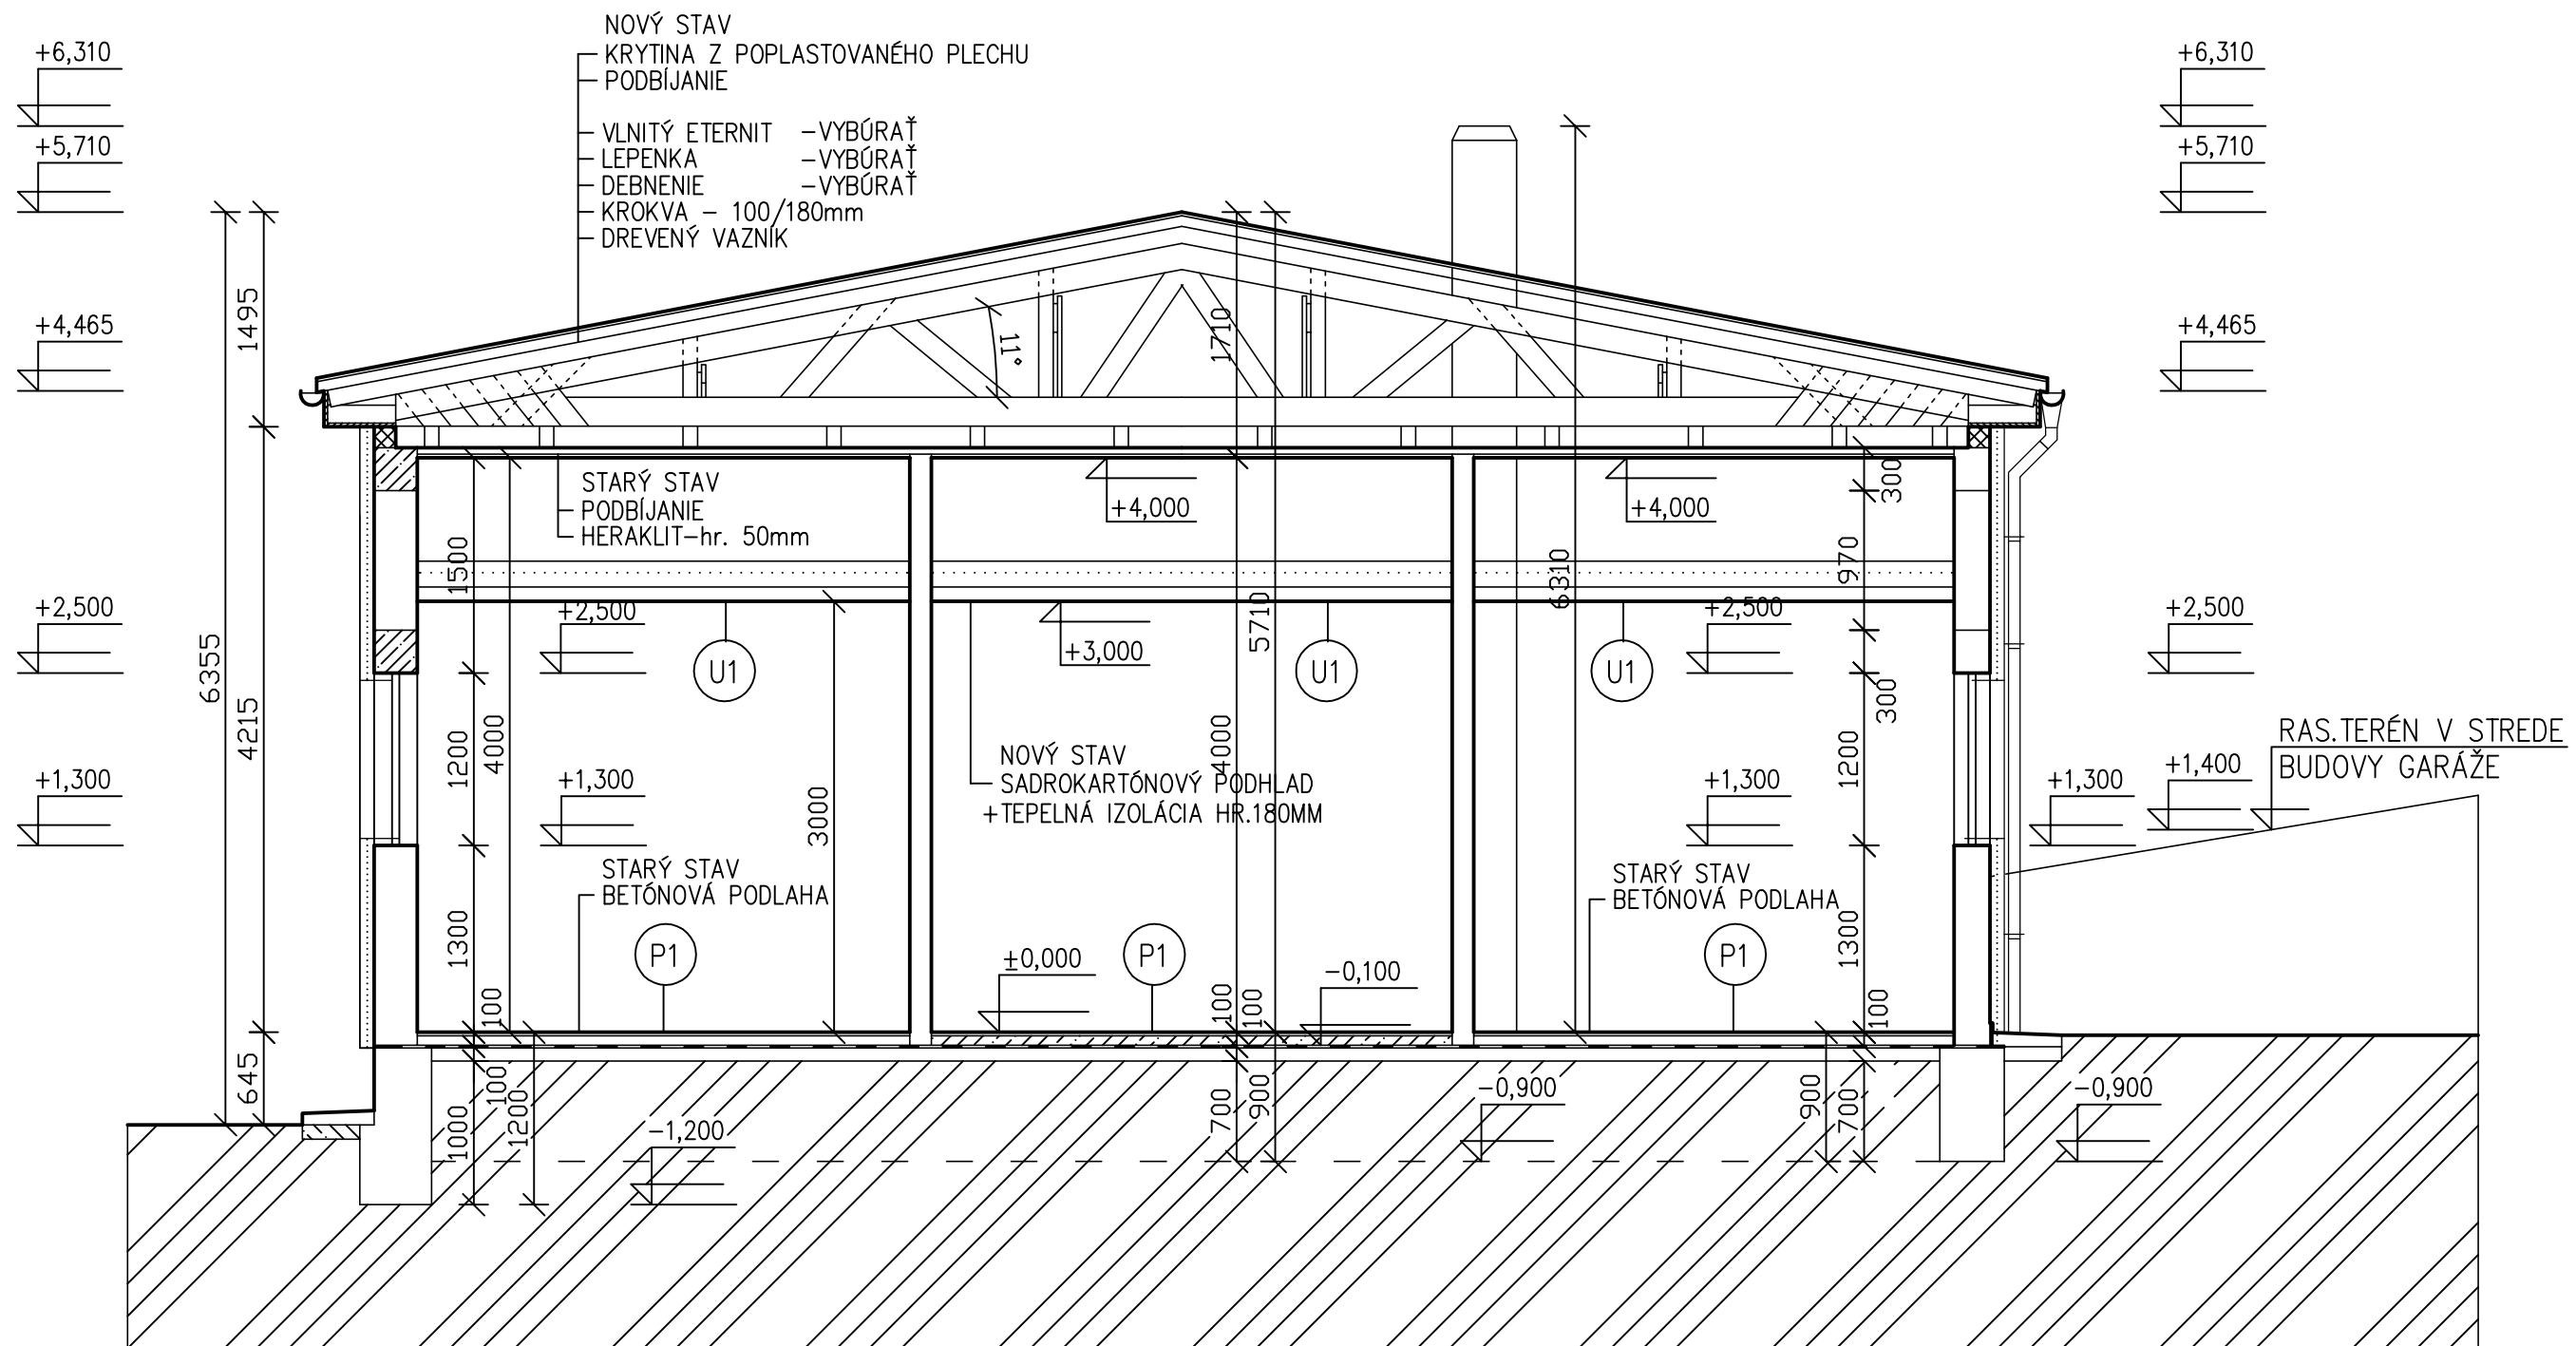 NOVÝ STAV
KRYTINA Z POPLASTOVANÉHO PLECHU
PODBÍJANIE
VLNITÝ ETERNIT -VYBÚRAŤ
LEPENKA -VYBÚRAŤ
DEBNENIE -VYBÚRAŤ
KROKVA - 100/180mm
DREVENÝ VAZNÍK
+6,310
+5,710
+4,465
+2,500
+1,300
+6,310
+5,710
+4,465
+2,500
+1,400
+1,300
RAS.TERÉN V STREDE
BUDOVY GARÁŽE
6355
1495
4215
645
11°
1710
STARÝ STAV
PODBÍJANIE
HERAKLIT-hr. 50mm
+4,000
+4,000
300
1500
970
6310
5710
+2,500
+3,000
+2,500
U1
U1
U1
300
4000
1200
4000
1200
NOVÝ STAV
SADROKARTÓNOVÝ PODHLAD
+TEPELNÁ IZOLÁCIA HR.180MM
+1,300
+1,300
3000
STARÝ STAV
BETÓNOVÁ PODLAHA
STARÝ STAV
BETÓNOVÁ PODLAHA
1300
1300
P1
P1
P1
±0,000
-0,100
100
100
100
100
100
1000
1200
700
900
900
700
-1,200
-0,900
-0,900